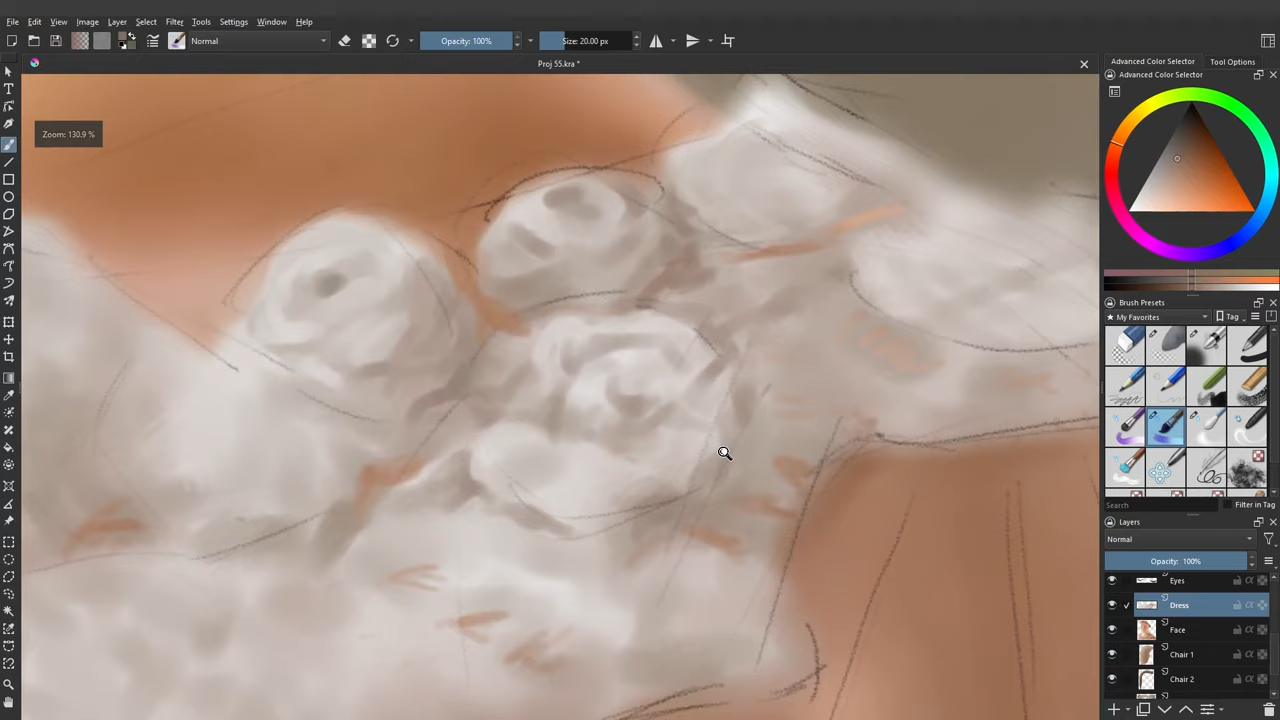 File Edit View Image Layer Select Filter Tools Settings Window Help
Normal Opacity: 100% Size: 20.00 px
Proj 55.kra *
Zoom: 130.9 %
Advanced Color Selector Tool Options
Advanced Color Selector
Brush Presets
My Favorites Tag
Search Filter in Tag
Layers
Normal
Opacity: 100%
Eyes
Dress
Face
Chair 1
Chair 2